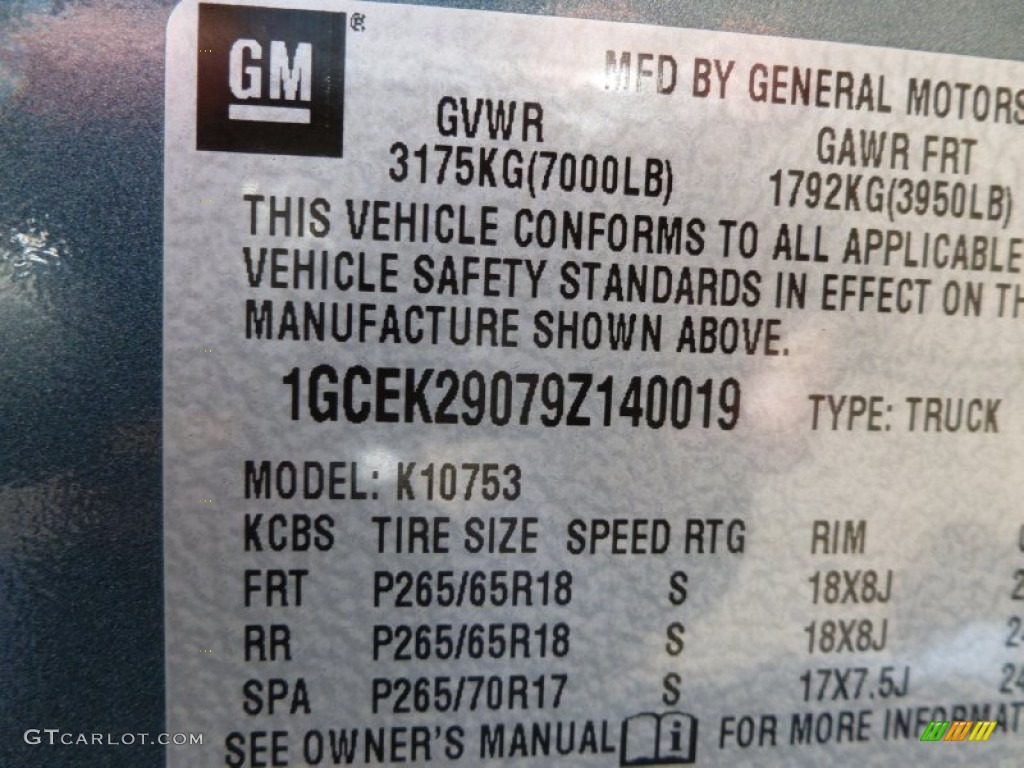 GM®
MFD BY GENERAL MOTORS
GVWR GAWR FRT
3175KG(7000LB) 1792KG(3950LB)
THIS VEHICLE CONFORMS TO ALL APPLICABLE
VEHICLE SAFETY STANDARDS IN EFFECT ON TH
MANUFACTURE SHOWN ABOVE.
1GCEK29079Z140019 TYPE: TRUCK
MODEL: K10753
KCBS TIRE SIZE SPEED RTG RIM
FRT P265/65R18 S 18X8J
RR P265/65R18 S 18X8J
SPA P265/70R17 S 17X7.5J
SEE OWNER'S MANUAL i FOR MORE INFORMAT
GTCARLOT.COM